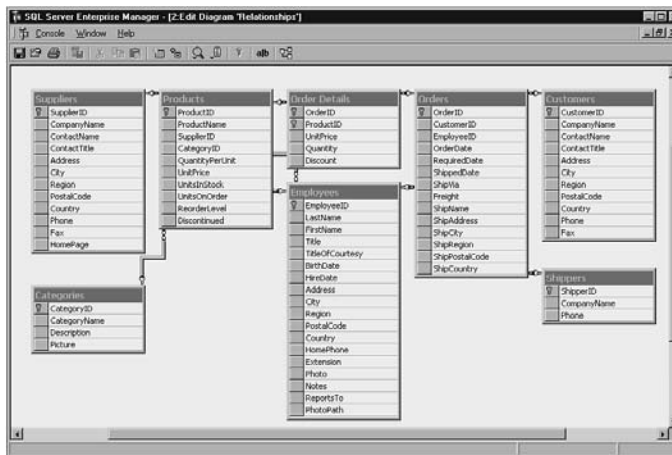 SQL Server Enterprise Manager - [2:Edit Diagram 'Relationships']
Console Window Help
alb
Suppliers
SupplierID
CompanyName
ContactName
ContactTitle
Address
City
Region
PostalCode
Country
Phone
Fax
HomePage
Products
ProductID
ProductName
SupplierID
CategoryID
QuantityPerUnit
UnitPrice
UnitsInStock
UnitsOnOrder
ReorderLevel
Discontinued
Order Details
OrderID
ProductID
UnitPrice
Quantity
Discount
Orders
OrderID
CustomerID
EmployeeID
OrderDate
RequiredDate
ShippedDate
ShipVia
Freight
ShipName
ShipAddress
ShipCity
ShipRegion
ShipPostalCode
ShipCountry
Customers
CustomerID
CompanyName
ContactName
ContactTitle
Address
City
Region
PostalCode
Country
Phone
Fax
Categories
CategoryID
CategoryName
Description
Picture
Employees
EmployeeID
LastName
FirstName
Title
TitleOfCourtesy
BirthDate
HireDate
Address
City
Region
PostalCode
Country
HomePhone
Extension
Photo
Notes
ReportsTo
PhotoPath
Shippers
ShipperID
CompanyName
Phone